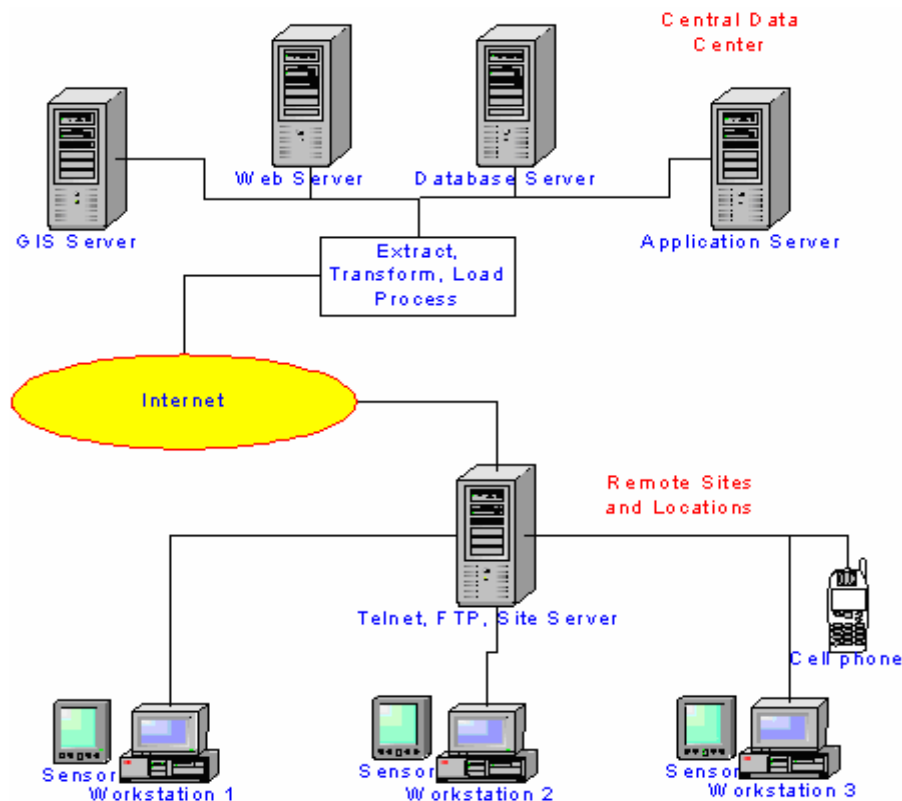 Central Data
Center
Web Server
Database Server
GIS Server
Application Server
Extract,
Transform, Load
Process
Internet
Remote Sites
and Locations
Telnet, FTP, Site Server
Cell phone
Sensor
Workstation 1
Sensor
Workstation 2
Sensor
Workstation 3